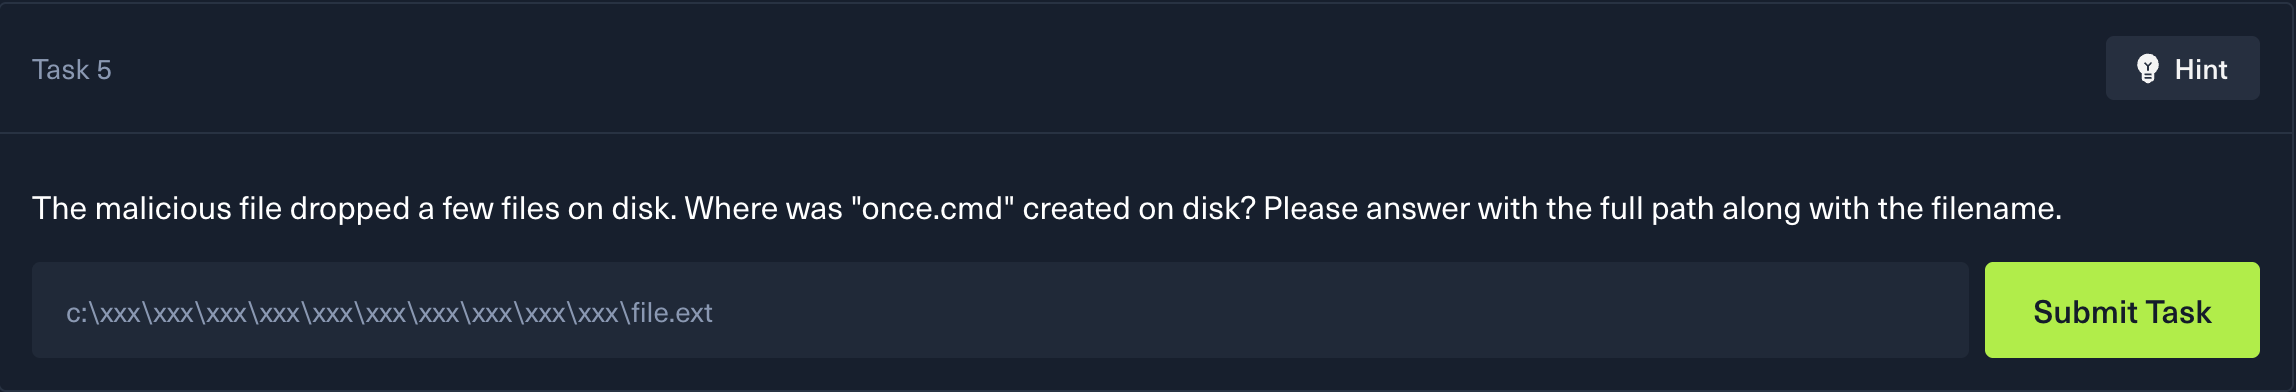 Task 5
Hint
The malicious file dropped a few files on disk. Where was "once.cmd" created on disk? Please answer with the full path along with the filename.
c:\xxx\xxx\xxx\xxx\xxx\xxx\xxx\xxx\xxx\xxx\file.ext
Submit Task